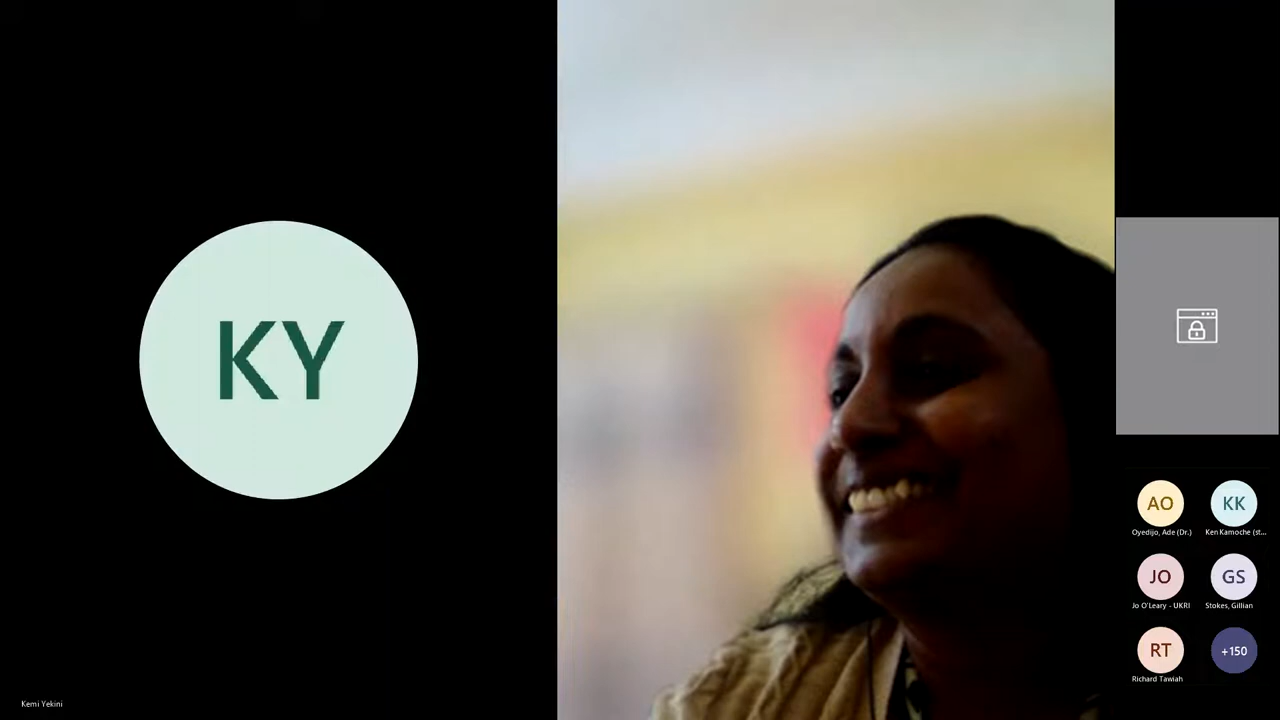 KY
Kemi Yekini
AO
KK
Oyedijo, Ade (Dr.)
Ken Kamoche (st...
JO
GS
Jo O'Leary - UKRI
Stokes, Gillian
RT
+150
Richard Tawiah